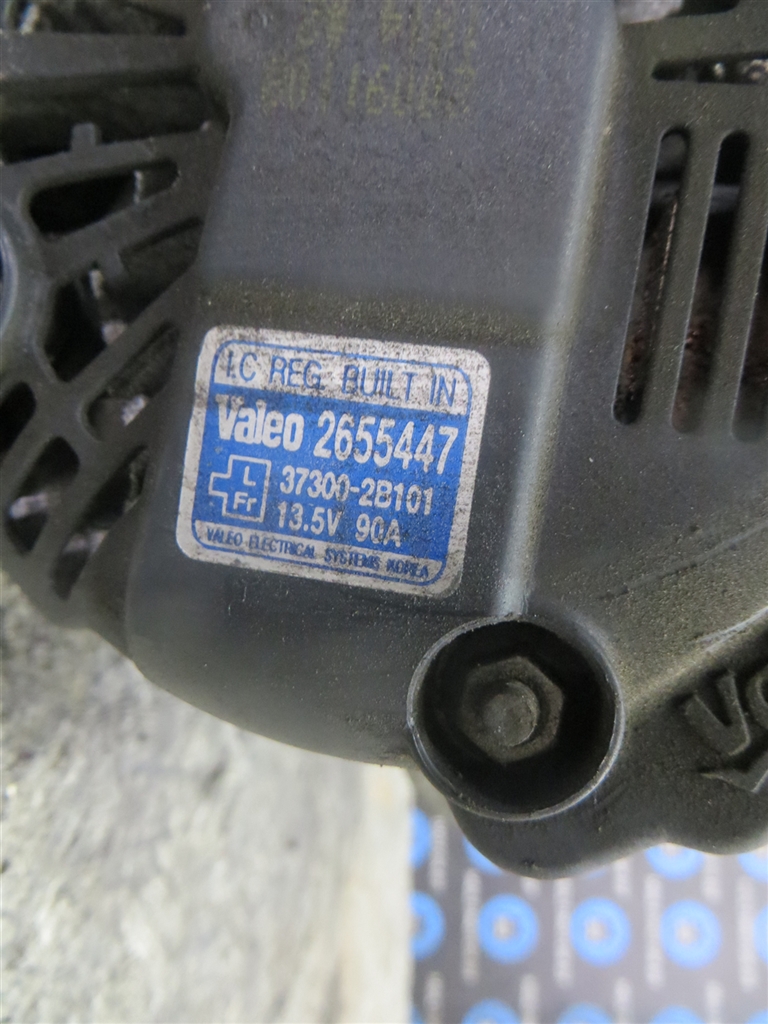 I.C REG. BUILT IN
Valeo 2655447
L
Fr
37300-2B101
13.5V 90A
VALEO ELECTRICAL SYSTEMS KOREA